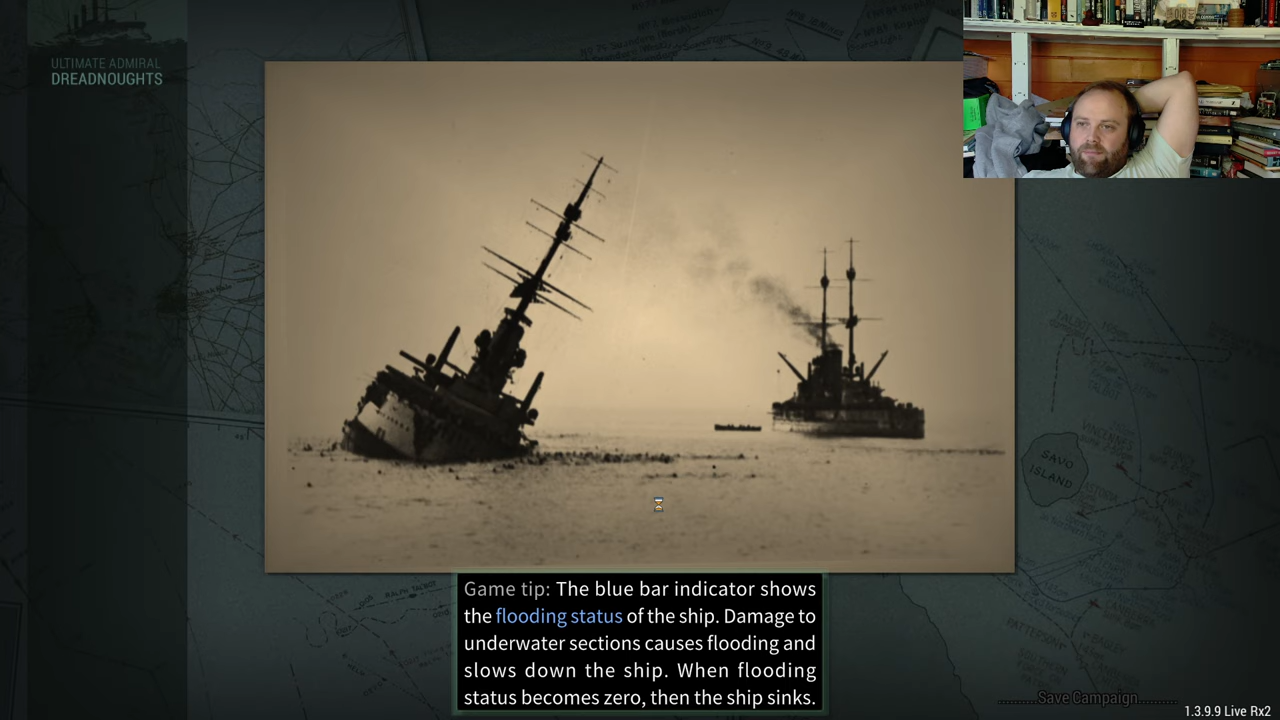 ULTIMATE ADMIRAL
DREADNOUGHTS
Game tip: The blue bar indicator shows
the flooding status of the ship. Damage to
underwater sections causes flooding and
slows down the ship. When flooding
status becomes zero, then the ship sinks.
SAVO
ISLAND
Save Campaign
1.3.9.9 Live Rx2